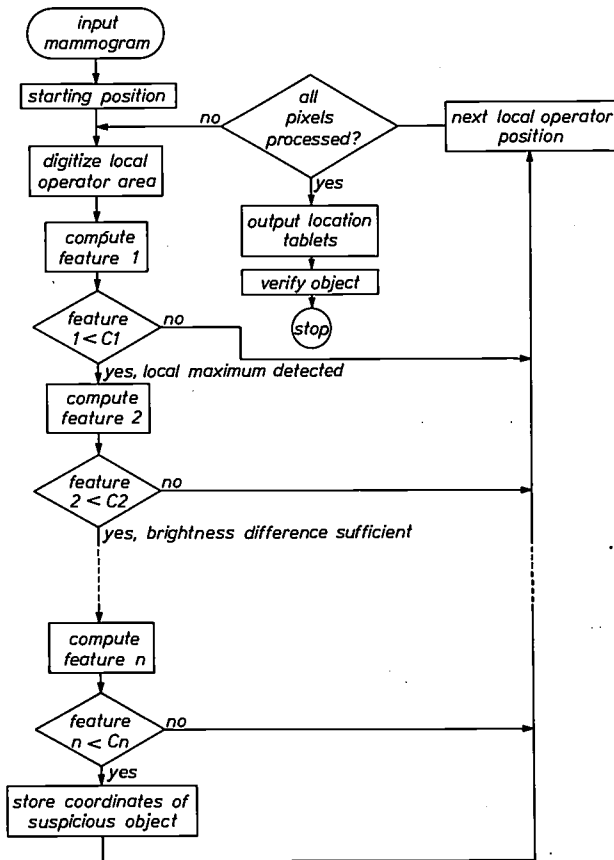 input
mammogram
starting position
digitize local
operator area
compute
feature 1
feature
1 < C1
no
yes, local maximum detected
compute
feature 2
feature
2 < C2
no
yes, brightness difference sufficient
compute
feature n
feature
n < Cn
no
yes
store coordinates of
suspicious object
next local operator
position
all
pixels
processed?
no
yes
output location
tablets
verify object
stop